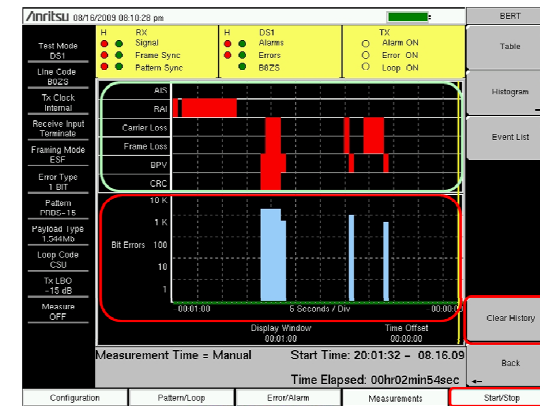 Anritsu 08/16/2009 08:10:28 pm
BERT
Test Mode
DS1
Line Code
B8ZS
Tx Clock
Internal
Receive Input
Terminate
Framing Mode
ESF
Error Type
1 BIT
Pattern
PRBS-15
Payload Type
1.544Mb
Loop Code
CSU
Tx LBO
-15 dB
Measure
OFF
H RX
Signal
Frame Sync
Pattern Sync
H DS1
Alarms
Errors
B8ZS
TX
Alarm ON
Error ON
Loop ON
AIS
RAI
Carrier Loss
Frame Loss
BPV
CRC
10 K
1 K
Bit Errors 100
10
1
-00:01:00 6 Seconds / Div 00:00:00
Display Window Time Offset
00:01:00 00:00:00
Measurement Time = Manual Start Time: 20:01:32 - 08.16.09
Time Elapsed: 00hr02min54sec
Table
Histogram
Event List
Clear History
Back
←
Configuration Pattern/Loop Error/Alarm Measurements Start/Stop